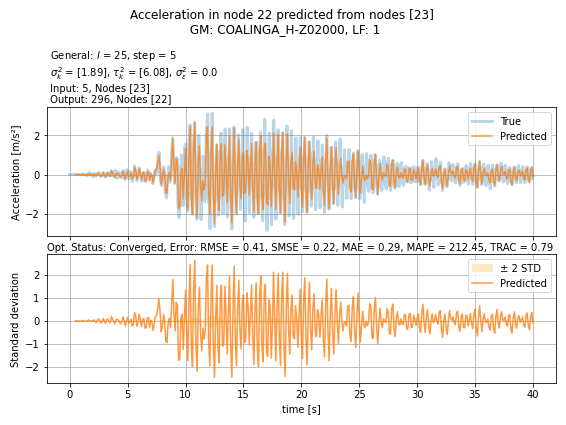 Acceleration in node 22 predicted from nodes [23]
GM: COALINGA_H-Z02000, LF: 1
General: l = 25, step = 5
σ²ₖ = [1.89], τ²ₖ = [6.08], σ²ε = 0.0
Input: 5, Nodes [23]
Output: 296, Nodes [22]
Acceleration [m/s²]
2
0
−2
True
Predicted
Opt. Status: Converged, Error: RMSE = 0.41, SMSE = 0.22, MAE = 0.29, MAPE = 212.45, TRAC = 0.79
Standard deviation
2
1
0
−1
−2
± 2 STD
Predicted
0 5 10 15 20 25 30 35 40
time [s]